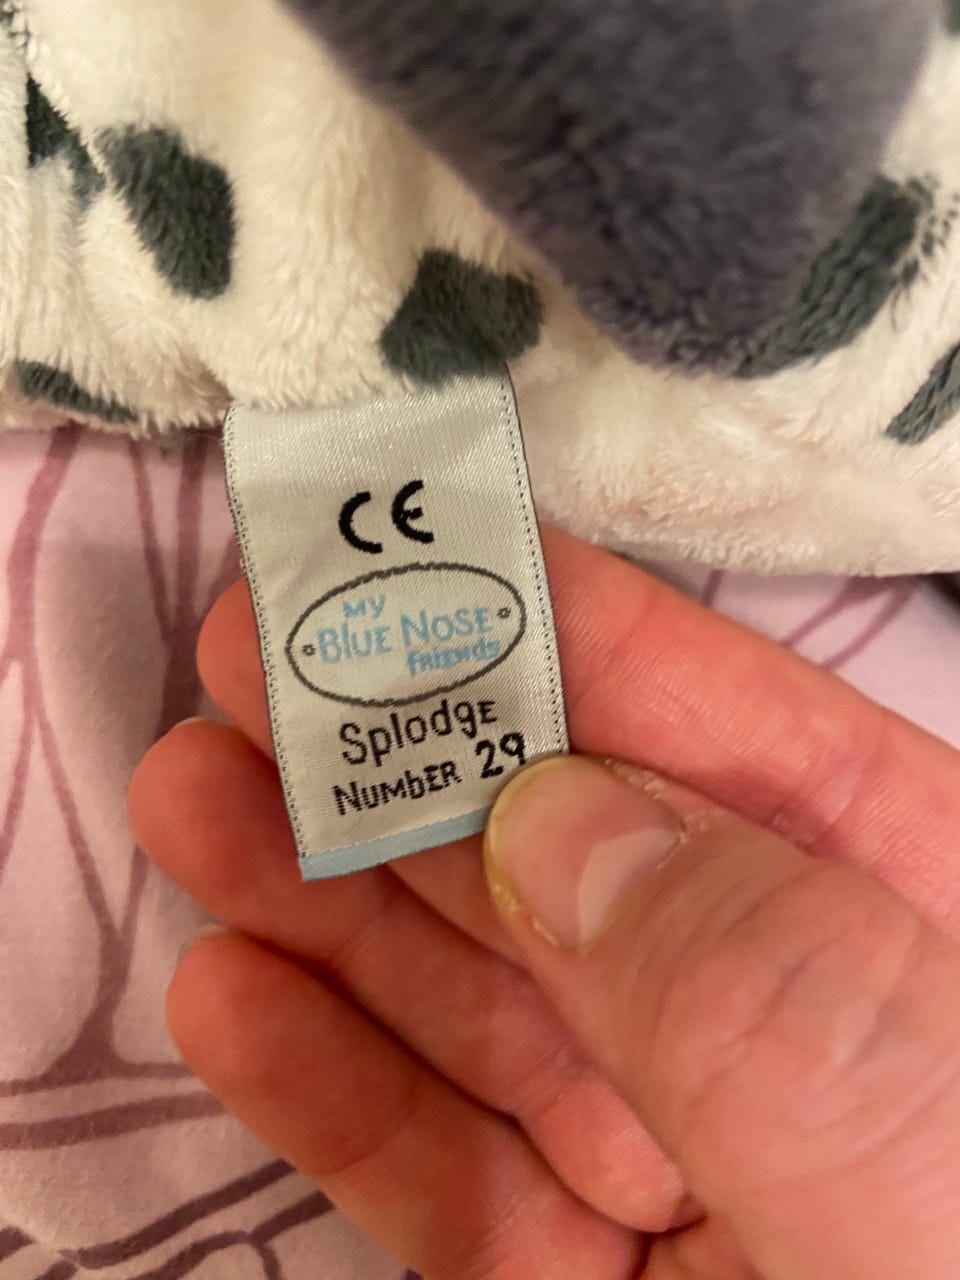 CE
My
Blue Nose
friends
Splodge
Number 29